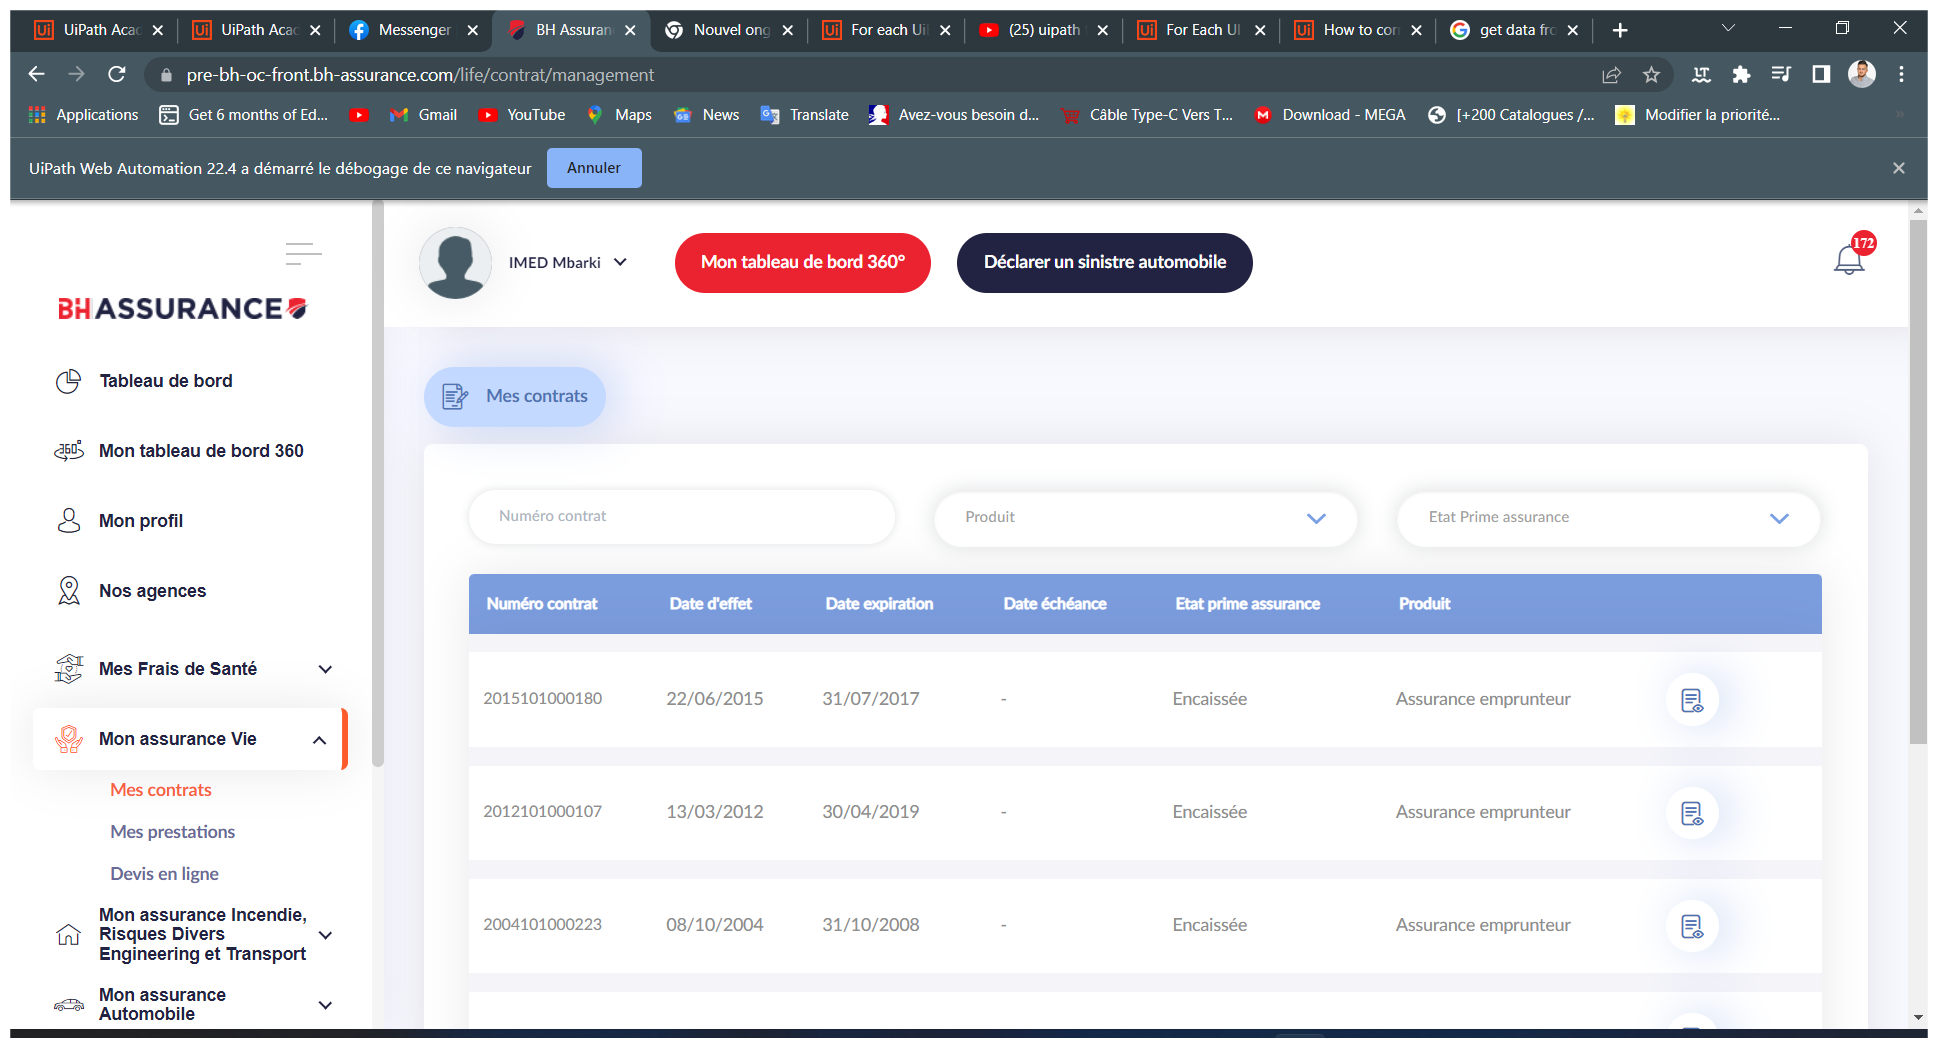 UiPath Acad
UiPath Acad
Messenger
BH Assuran
Nouvel ong
For each Ui
(25) uipath
For Each UI
How to con
get data fro
pre-bh-oc-front.bh-assurance.com/life/contrat/management
Applications
Get 6 months of Ed...
Gmail
YouTube
Maps
News
Translate
Avez-vous besoin d...
Câble Type-C Vers T...
Download - MEGA
[+200 Catalogues /...
Modifier la priorité...
UiPath Web Automation 22.4 a démarré le débogage de ce navigateur
Annuler
BH ASSURANCE
IMED Mbarki
Mon tableau de bord 360°
Déclarer un sinistre automobile
172
Tableau de bord
Mon tableau de bord 360
Mon profil
Nos agences
Mes Frais de Santé
Mon assurance Vie
Mes contrats
Mes prestations
Devis en ligne
Mon assurance Incendie,
Risques Divers
Engineering et Transport
Mon assurance
Automobile
Mes contrats
Numéro contrat
Produit
Etat Prime assurance
Numéro contrat Date d'effet Date expiration Date échéance Etat prime assurance Produit
2015101000180 22/06/2015 31/07/2017 - Encaissée Assurance emprunteur
2012101000107 13/03/2012 30/04/2019 - Encaissée Assurance emprunteur
2004101000223 08/10/2004 31/10/2008 - Encaissée Assurance emprunteur